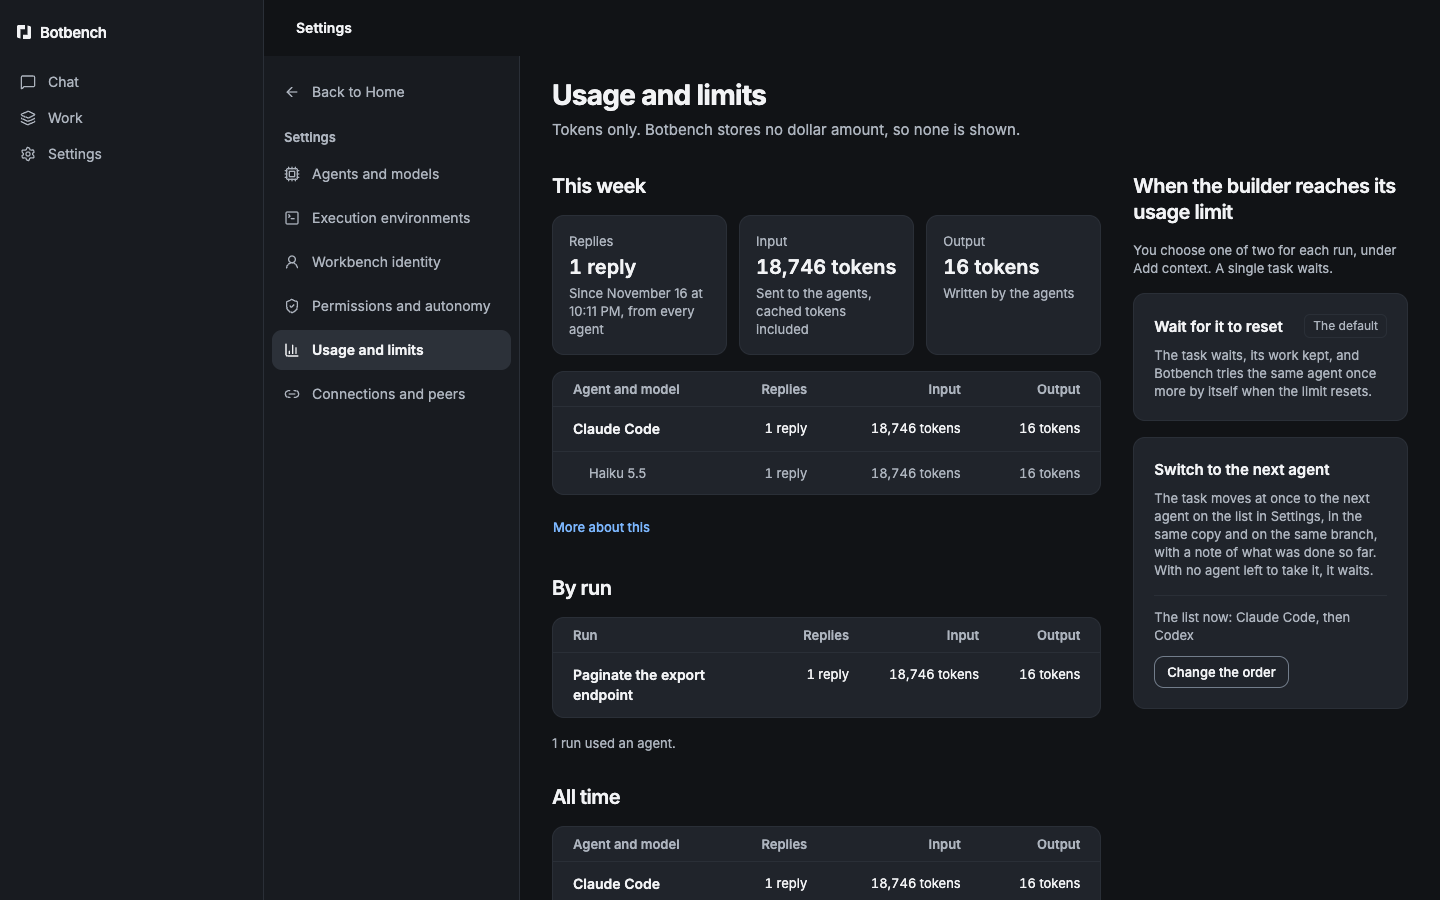 Botbench
Chat
Work
Settings
Settings
Back to Home
Settings
Agents and models
Execution environments
Workbench identity
Permissions and autonomy
Usage and limits
Connections and peers
Usage and limits
Tokens only. Botbench stores no dollar amount, so none is shown.
This week
Replies
1 reply
Since November 16 at
10:11 PM, from every
agent
Input
18,746 tokens
Sent to the agents,
cached tokens
included
Output
16 tokens
Written by the agents
Agent and model Replies Input Output
Claude Code 1 reply 18,746 tokens 16 tokens
Haiku 5.5 1 reply 18,746 tokens 16 tokens
More about this
By run
Run Replies Input Output
Paginate the export
endpoint 1 reply 18,746 tokens 16 tokens
1 run used an agent.
All time
Agent and model Replies Input Output
Claude Code 1 reply 18,746 tokens 16 tokens
When the builder reaches its
usage limit
You choose one of two for each run, under
Add context. A single task waits.
Wait for it to reset The default
The task waits, its work kept, and
Botbench tries the same agent once
more by itself when the limit resets.
Switch to the next agent
The task moves at once to the next
agent on the list in Settings, in the
same copy and on the same branch,
with a note of what was done so far.
With no agent left to take it, it waits.
The list now: Claude Code, then
Codex
Change the order